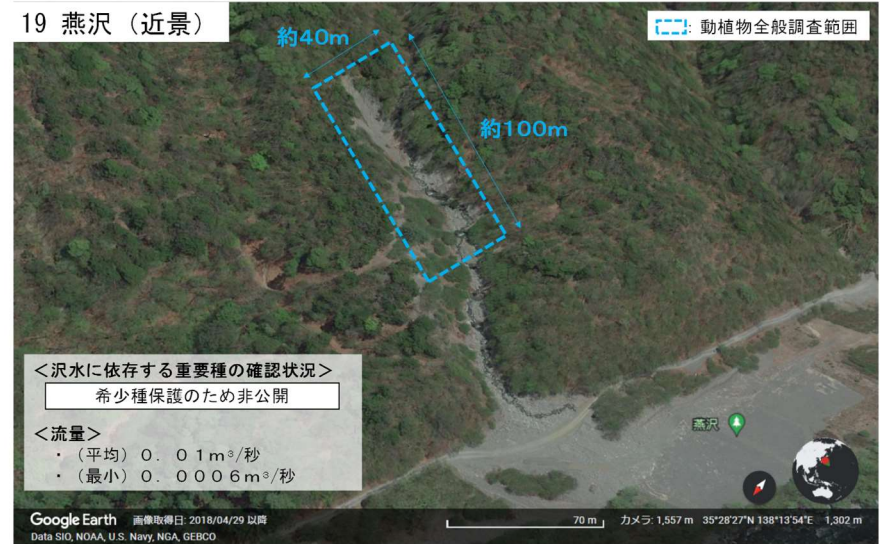 19 燕沢（近景）
約40m
：動植物全般調査範囲
約100m
＜沢水に依存する重要種の確認状況＞
希少種保護のため非公開
＜流量＞
・（平均）０．０１m³/秒
・（最小）０．０００６m³/秒
燕沢
Google Earth 画像取得日: 2018/04/29 以降
70 m
カメラ: 1,557 m 35°28'27"N 138°13'54"E 1,302 m
Data SIO, NOAA, U.S. Navy, NGA, GEBCO